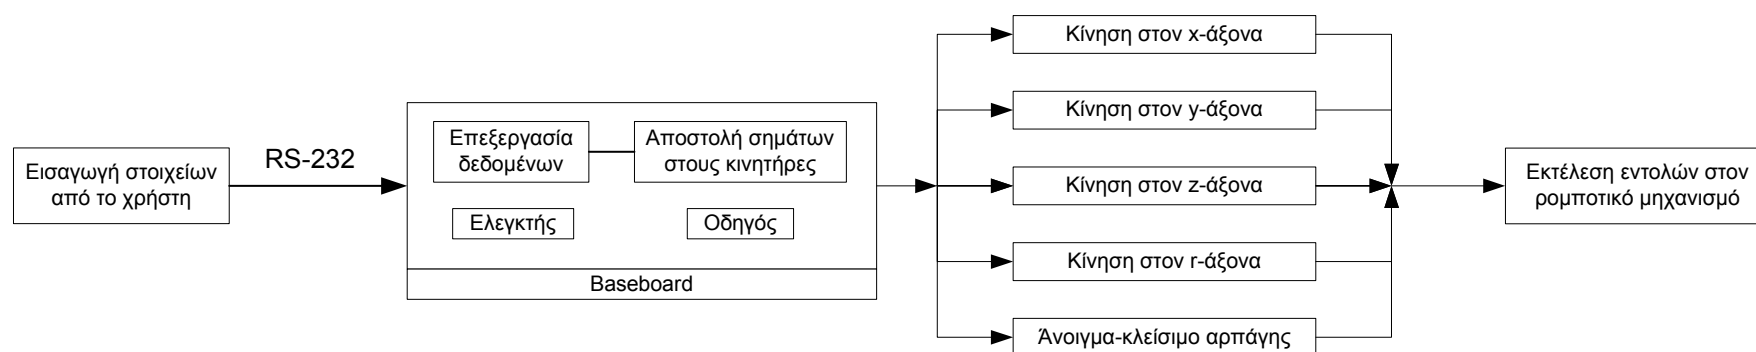 Εισαγωγή στοιχείων
από το χρήστη
RS-232
Επεξεργασία
δεδομένων
Αποστολή σημάτων
στους κινητήρες
Ελεγκτής
Οδηγός
Baseboard
Κίνηση στον x-άξονα
Κίνηση στον y-άξονα
Κίνηση στον z-άξονα
Κίνηση στον r-άξονα
Άνοιγμα-κλείσιμο αρπάγης
Εκτέλεση εντολών στον
ρομποτικό μηχανισμό